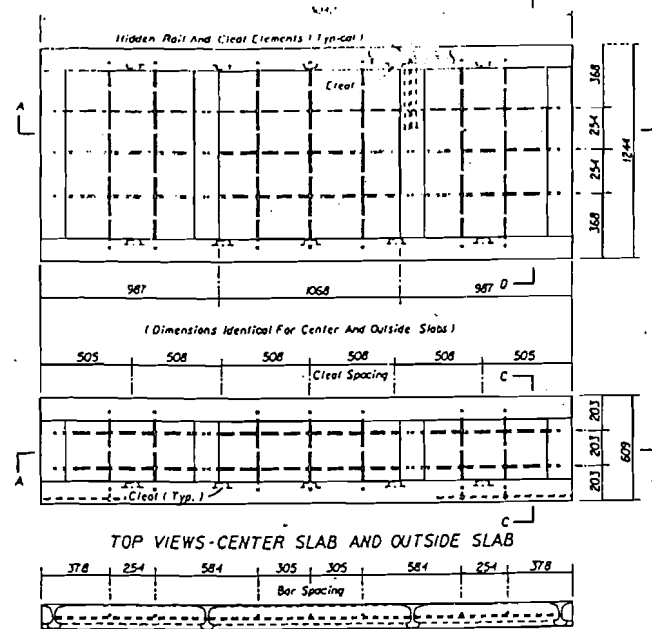 Hidden Rail And Cleat Elements (Typical)
Cleat
A
368
254
254
368
1244
987
1068
987
D
(Dimensions Identical For Center And Outside Slabs)
505
508
508
508
508
505
Cleat Spacing
C
203
203
203
609
A
Cleat (Typ.)
C
TOP VIEWS-CENTER SLAB AND OUTSIDE SLAB
378
254
584
305
305
584
254
378
Bar Spacing